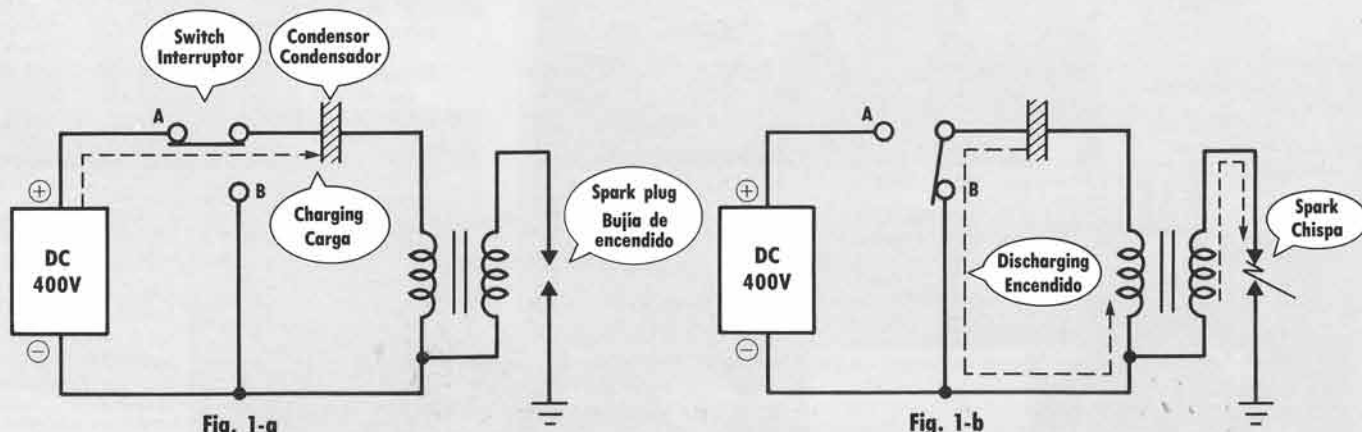 Switch
Interruptor
Condensor
Condensador
A
B
+
DC
400V
−
Charging
Carga
Spark plug
Bujía de
encendido
Fig. 1-a
A
B
+
DC
400V
−
Discharging
Encendido
Spark
Chispa
Fig. 1-b